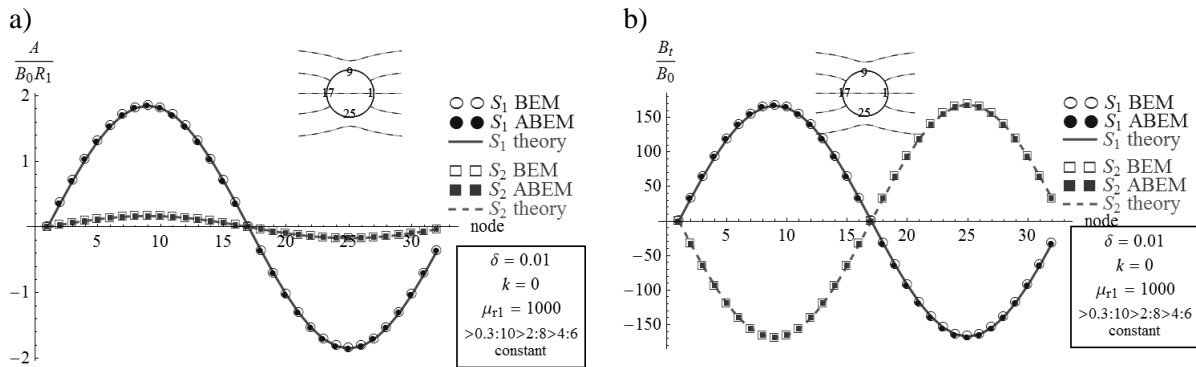 a)
A
B₀R₁
2
1
−1
−2
5 10 15 20 25 30
node
9
17 1
25
S₁ BEM
S₁ ABEM
S₁ theory
S₂ BEM
S₂ ABEM
S₂ theory
δ = 0.01
k = 0
μr1 = 1000
>0.3:10>2:8>4:6
constant
b)
Bₜ
B₀
150
100
50
−50
−100
−150
5 10 15 20 25 30
node
9
17 1
25
S₁ BEM
S₁ ABEM
S₁ theory
S₂ BEM
S₂ ABEM
S₂ theory
δ = 0.01
k = 0
μr1 = 1000
>0.3:10>2:8>4:6
constant